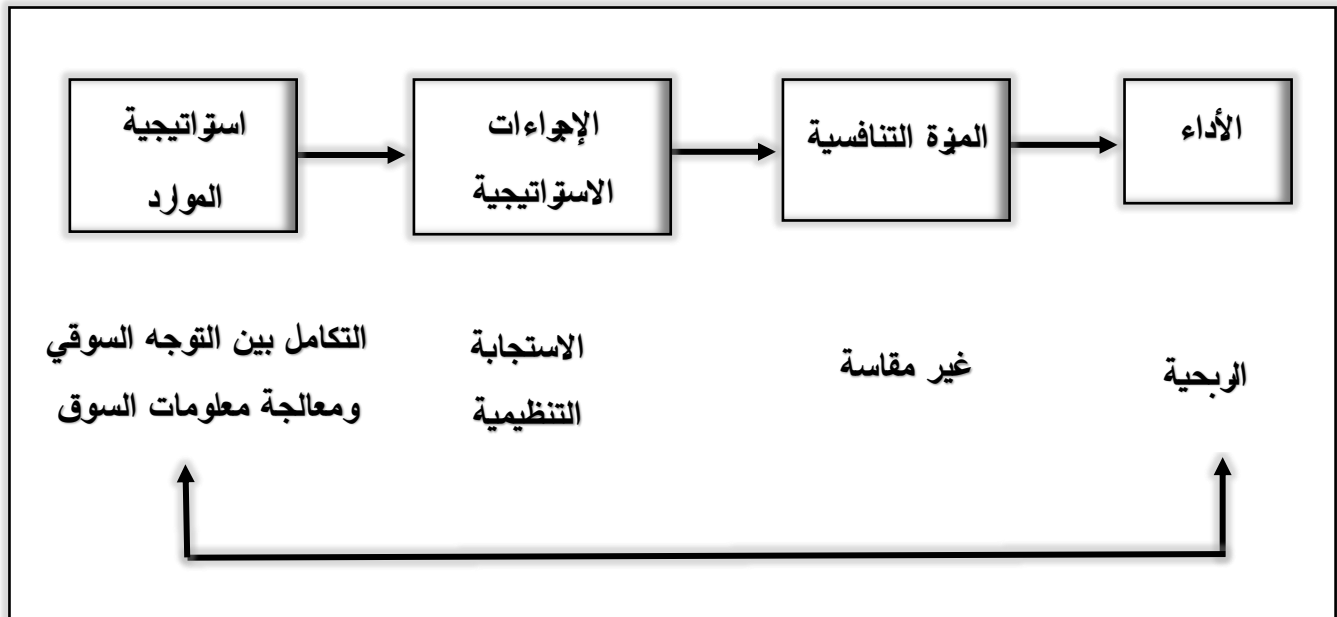 استراتيجية
الموارد
الإجراءات
الاستراتيجية
الميزة التنافسية
الأداء
التكامل بين التوجه السوقي
ومعالجة معلومات السوق
الاستجابة
التنظيمية
غير مقاسة
الربحية